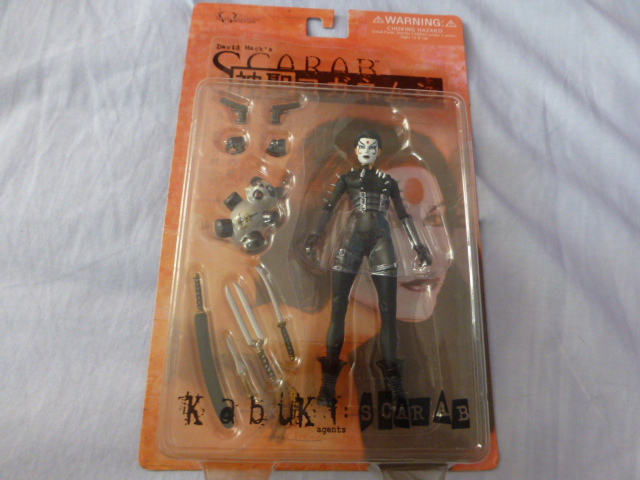 WARNING:
CHOKING HAZARD
David Mack's
SCARAB
KabuKi: SCARAB
agents